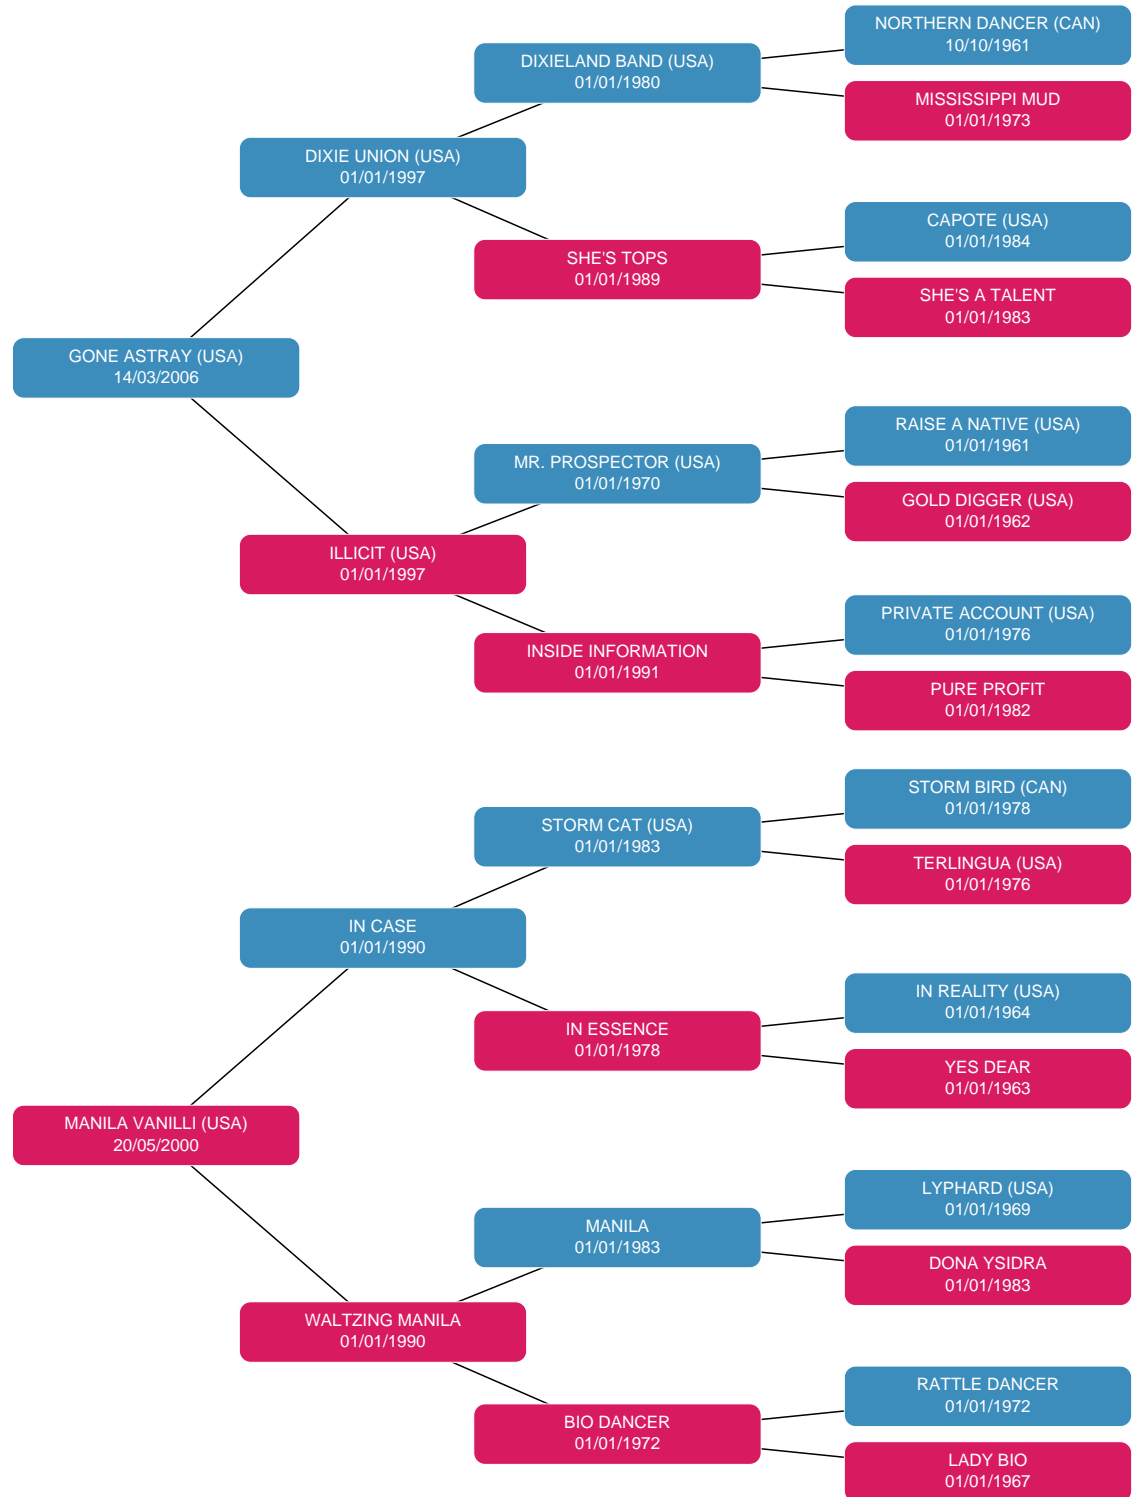 NORTHERN DANCER (CAN)
10/10/1961
DIXIELAND BAND (USA)
01/01/1980
MISSISSIPPI MUD
01/01/1973
DIXIE UNION (USA)
01/01/1997
CAPOTE (USA)
01/01/1984
SHE'S TOPS
01/01/1989
SHE'S A TALENT
01/01/1983
GONE ASTRAY (USA)
14/03/2006
RAISE A NATIVE (USA)
01/01/1961
MR. PROSPECTOR (USA)
01/01/1970
GOLD DIGGER (USA)
01/01/1962
ILLICIT (USA)
01/01/1997
PRIVATE ACCOUNT (USA)
01/01/1976
INSIDE INFORMATION
01/01/1991
PURE PROFIT
01/01/1982
STORM BIRD (CAN)
01/01/1978
STORM CAT (USA)
01/01/1983
TERLINGUA (USA)
01/01/1976
IN CASE
01/01/1990
IN REALITY (USA)
01/01/1964
IN ESSENCE
01/01/1978
YES DEAR
01/01/1963
MANILA VANILLI (USA)
20/05/2000
LYPHARD (USA)
01/01/1969
MANILA
01/01/1983
DONA YSIDRA
01/01/1983
WALTZING MANILA
01/01/1990
RATTLE DANCER
01/01/1972
BIO DANCER
01/01/1972
LADY BIO
01/01/1967